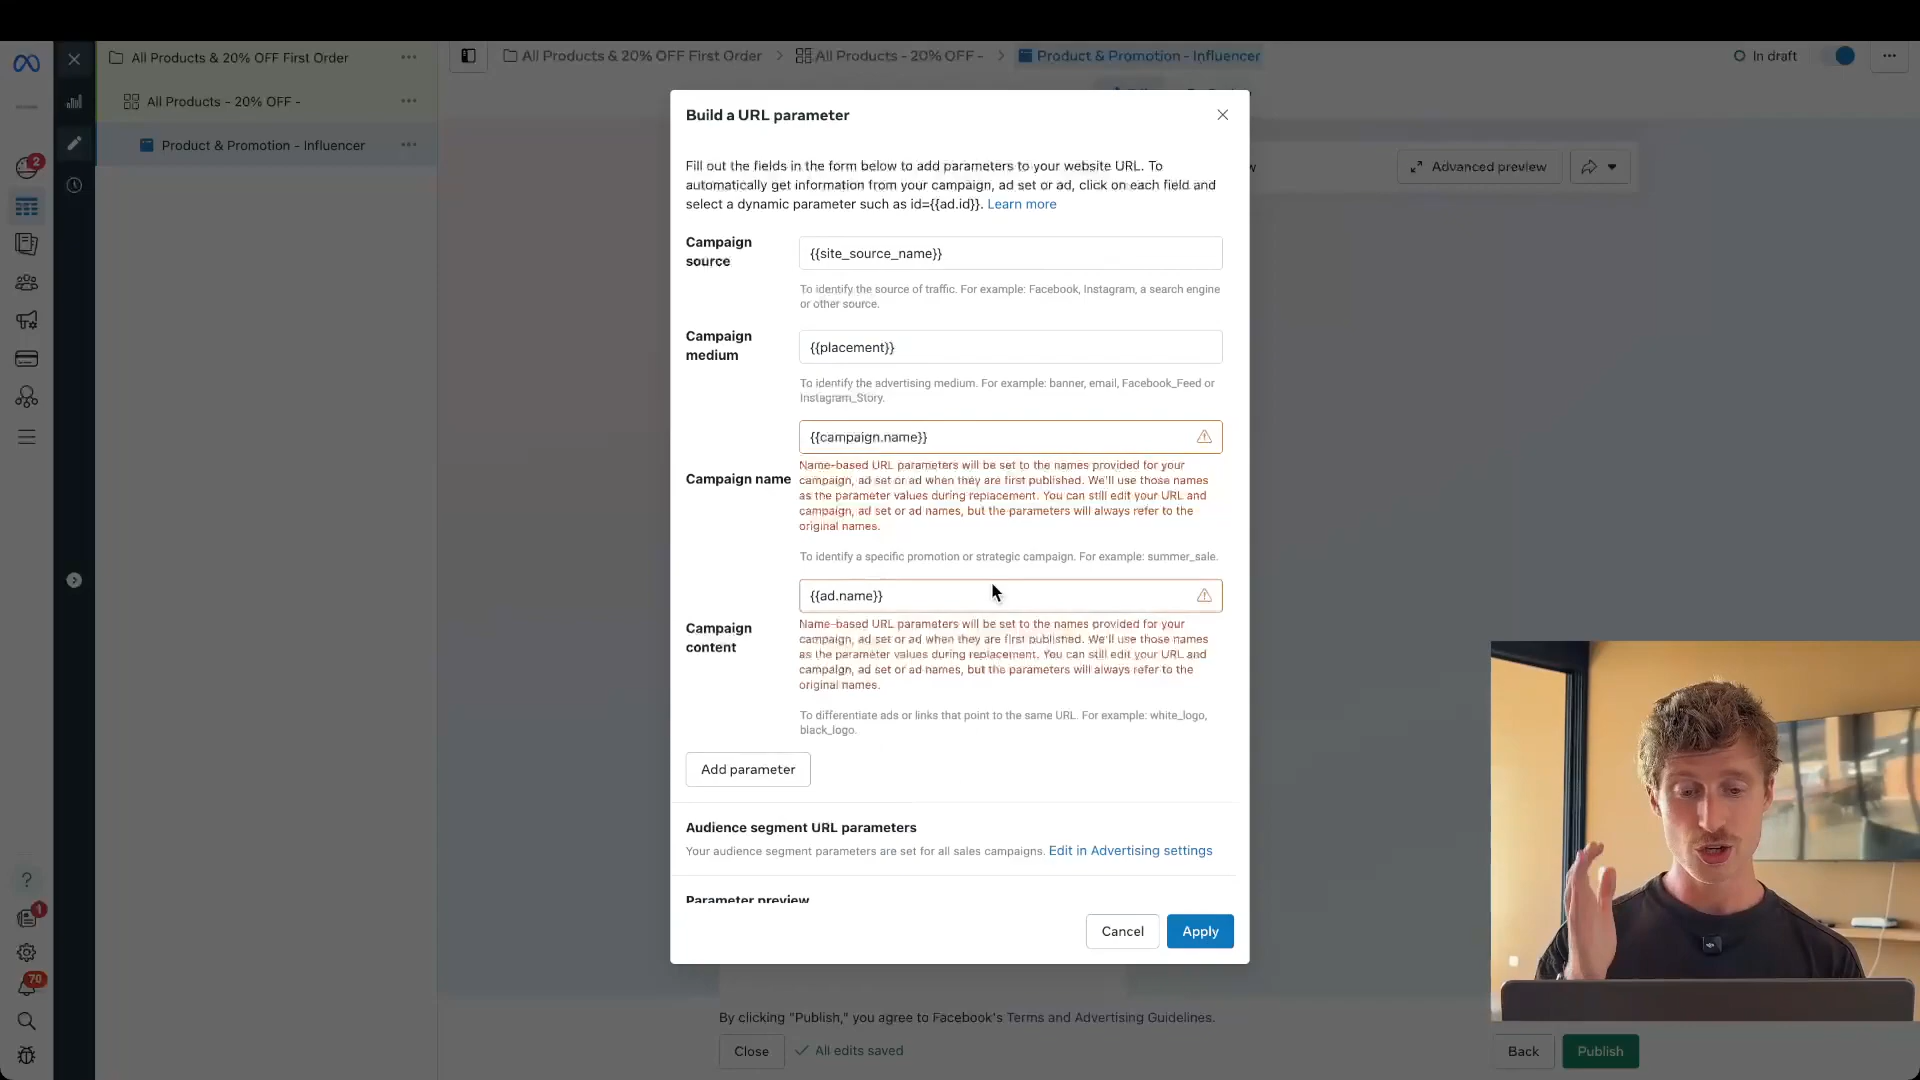 All Products & 20% OFF First Order
All Products & 20% OFF First Order
All Products - 20% OFF -
Product & Promotion - Influencer
In draft
All Products - 20% OFF -
Product & Promotion - Influencer
Build a URL parameter
Fill out the fields in the form below to add parameters to your website URL. To
automatically get information from your campaign, ad set or ad, click on each field and
select a dynamic parameter such as id={{ad.id}}. Learn more
Advanced preview
2
Campaign
source
{{site_source_name}}
To identify the source of traffic. For example: Facebook, Instagram, a search engine
or other source.
Campaign
medium
{{placement}}
To identify the advertising medium. For example: banner, email, Facebook_Feed or
Instagram_Story.
{{campaign.name}}
Campaign name
Name-based URL parameters will be set to the names provided for your
campaign, ad set or ad when they are first published. We'll use those names
as the parameter values during replacement. You can still edit your URL and
campaign, ad set or ad names, but the parameters will always refer to the
original names.
To identify a specific promotion or strategic campaign. For example: summer_sale.
{{ad.name}}
Campaign
content
Name-based URL parameters will be set to the names provided for your
campaign, ad set or ad when they are first published. We'll use those names
as the parameter values during replacement. You can still edit your URL and
campaign, ad set or ad names, but the parameters will always refer to the
original names.
To differentiate ads or links that point to the same URL. For example: white_logo,
black_logo.
Add parameter
Audience segment URL parameters
Your audience segment parameters are set for all sales campaigns. Edit in Advertising settings
Parameter preview
Cancel
Apply
1
70
By clicking "Publish," you agree to Facebook's Terms and Advertising Guidelines.
Close
All edits saved
Back
Publish